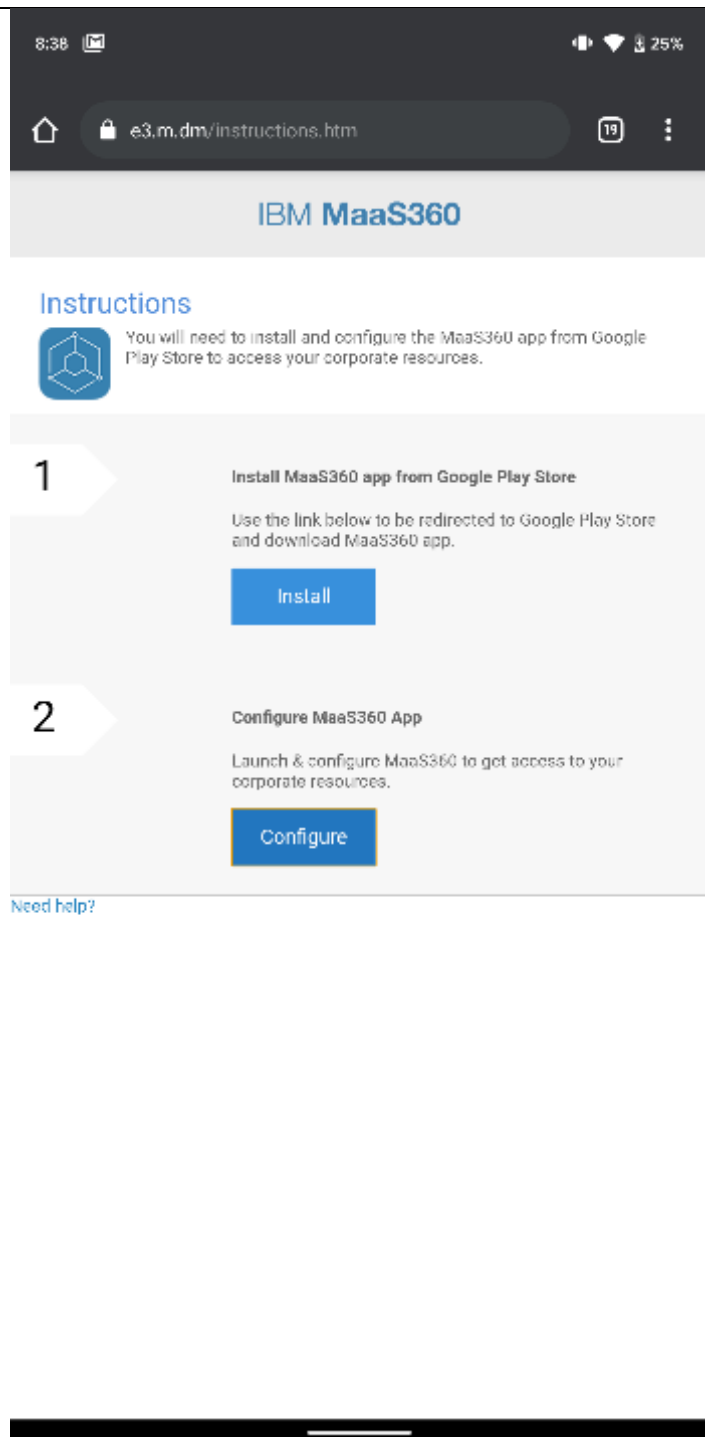 8:38
25%
e3.m.dm/instructions.htm
19
IBM MaaS360
Instructions
You will need to install and configure the MaaS360 app from Google
Play Store to access your corporate resources.
1
Install MaaS360 app from Google Play Store
Use the link below to be redirected to Google Play Store
and download MaaS360 app.
Install
2
Configure MaaS360 App
Launch & configure MaaS360 to get access to your
corporate resources.
Configure
Need help?